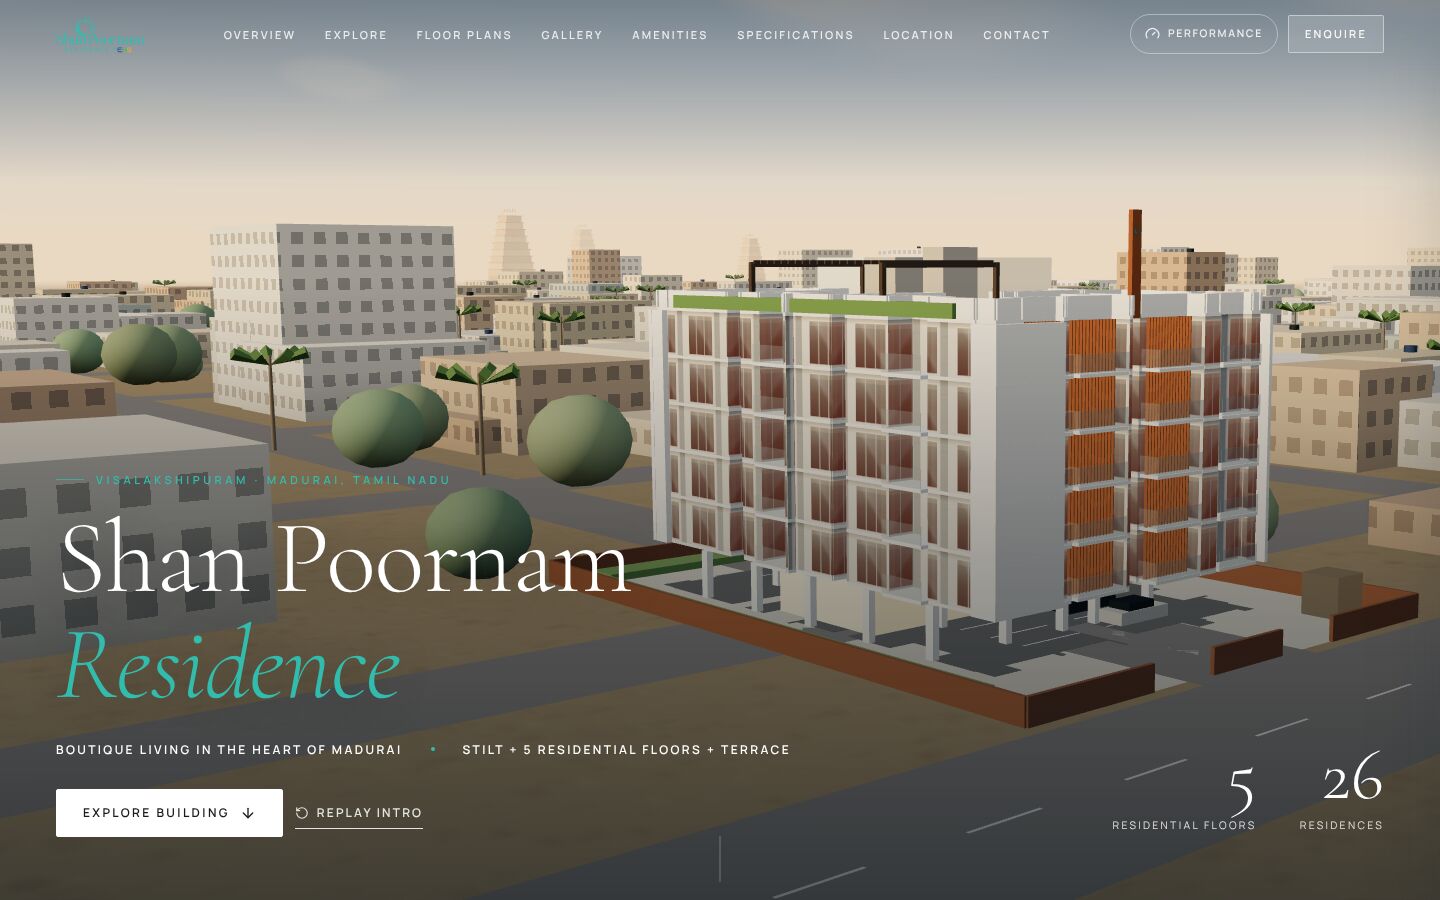 OVERVIEW EXPLORE FLOOR PLANS GALLERY AMENITIES SPECIFICATIONS LOCATION CONTACT PERFORMANCE ENQUIRE
VISALAKSHIPURAM · MADURAI, TAMIL NADU
Shan Poornam
Residence
BOUTIQUE LIVING IN THE HEART OF MADURAI • STILT + 5 RESIDENTIAL FLOORS + TERRACE
EXPLORE BUILDING REPLAY INTRO
5 26
RESIDENTIAL FLOORS RESIDENCES